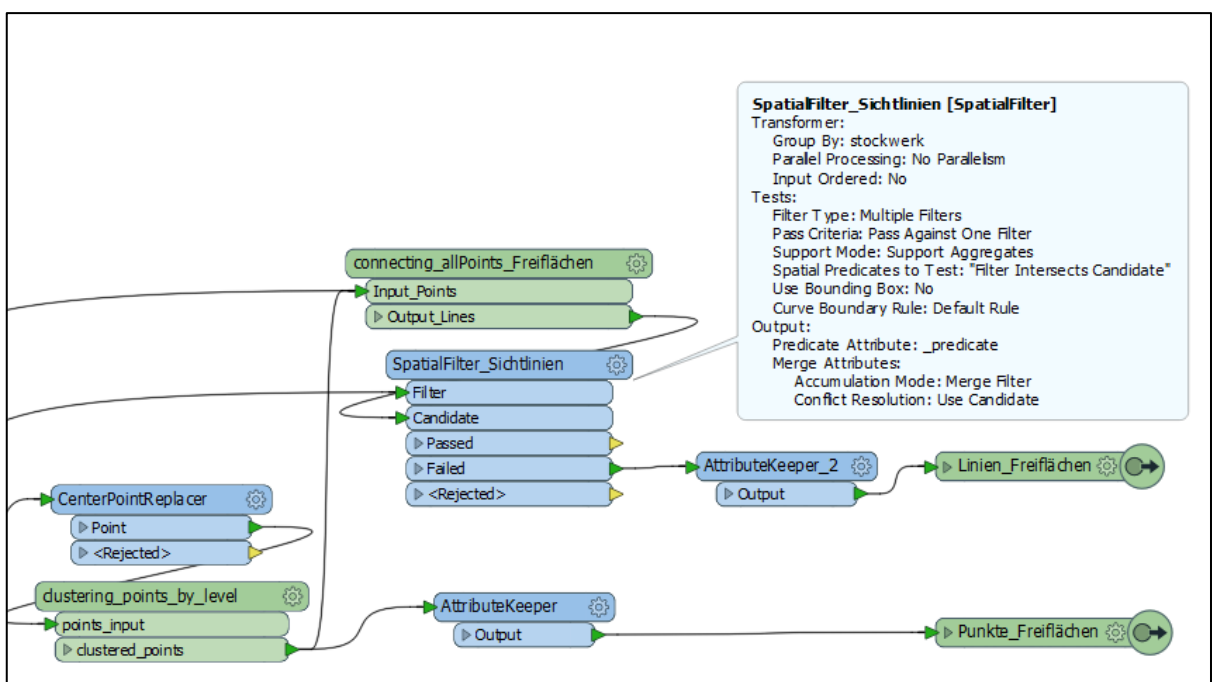 SpatialFilter_Sichtlinien [SpatialFilter]
Transformer:
Group By: stockwerk
Parallel Processing: No Parallelism
Input Ordered: No
Tests:
Filter Type: Multiple Filters
Pass Criteria: Pass Against One Filter
Support Mode: Support Aggregates
Spatial Predicates to Test: "Filter Intersects Candidate"
Use Bounding Box: No
Curve Boundary Rule: Default Rule
Output:
Predicate Attribute: _predicate
Merge Attributes:
Accumulation Mode: Merge Filter
Conflict Resolution: Use Candidate
connecting_allPoints_Freiflächen
Input_Points
Output_Lines
SpatialFilter_Sichtlinien
Filter
Candidate
Passed
Failed
<Rejected>
AttributeKeeper_2
Output
Linien_Freiflächen
CenterPointReplacer
Point
<Rejected>
clustering_points_by_level
points_input
clustered_points
AttributeKeeper
Output
Punkte_Freiflächen